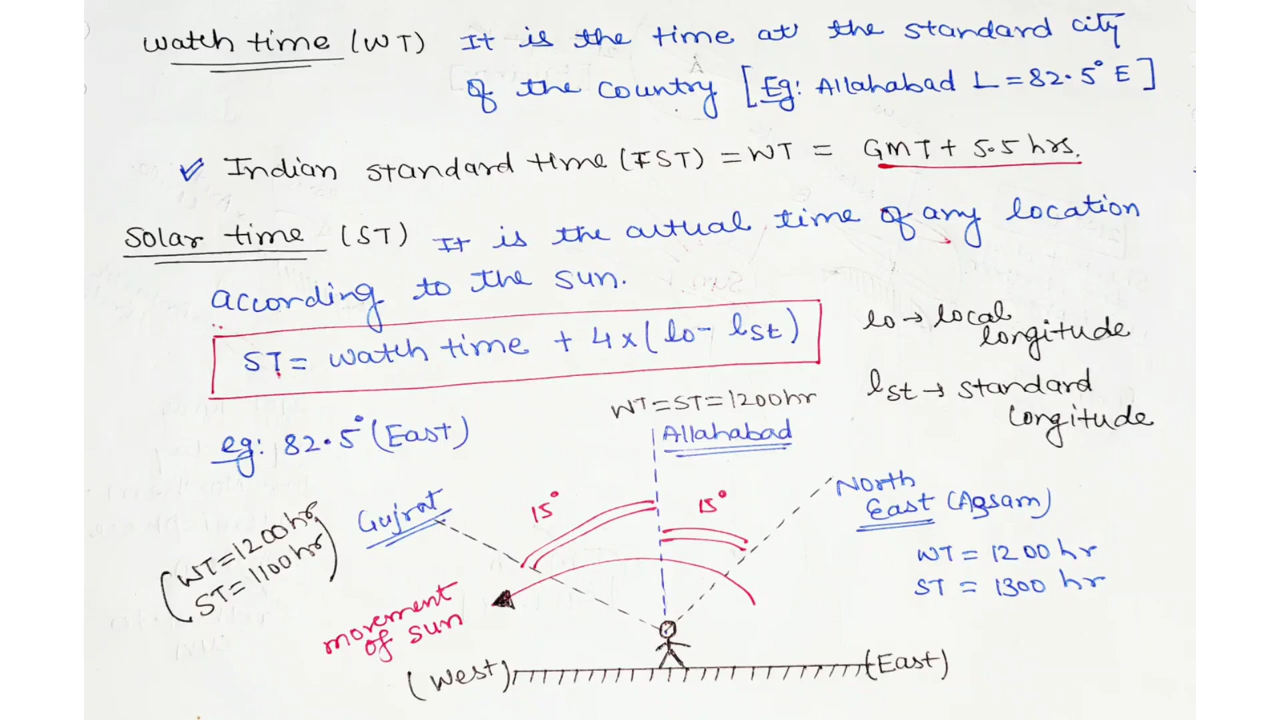 Watch time (WT) It is the time at the standard city
of the country [Eg: Allahabad L = 82.5° E]
✓ Indian standard time (IST) = WT = GMT + 5.5 hrs.
Solar time (ST) It is the actual time of any location
according to the sun.
ST = watch time + 4 x (lo - lst)
lo → local
longitude
lst → standard
longitude
WT = ST = 1200 hr
Allahabad
eg: 82.5° (East)
Gujrat
15°
15°
North
East (Assam)
WT = 1200 hr
ST = 1300 hr
(WT = 1200 hr
ST = 1100 hr)
movement
of sun
(West)
(East)